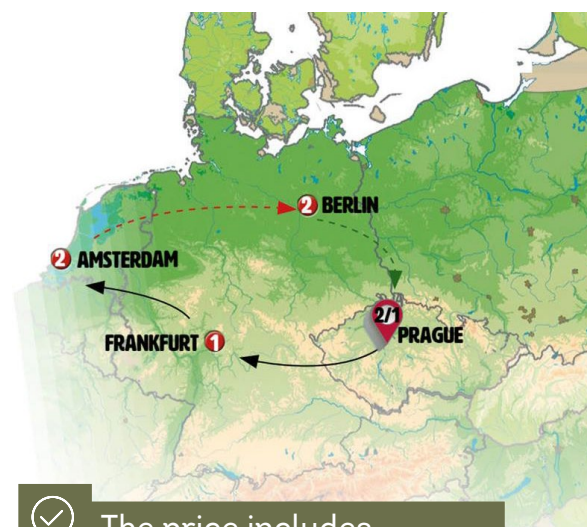 2 BERLIN
2 AMSTERDAM
2/1
PRAGUE
FRANKFURT 1
The price includes